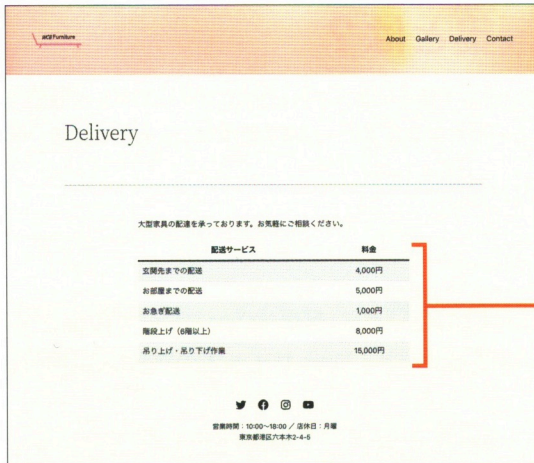 ace Furniture
About Gallery Delivery Contact
Delivery
大型家具の配達を承っております。お気軽にご相談ください。
配送サービス 料金
玄関先までの配送 4,000円
お部屋までの配送 5,000円
お急ぎ配送 1,000円
階段上げ（6階以上） 8,000円
吊り上げ・吊り下げ作業 15,000円
営業時間：10:00〜18:00 ／ 店休日：月曜
東京都港区六本木2-4-5